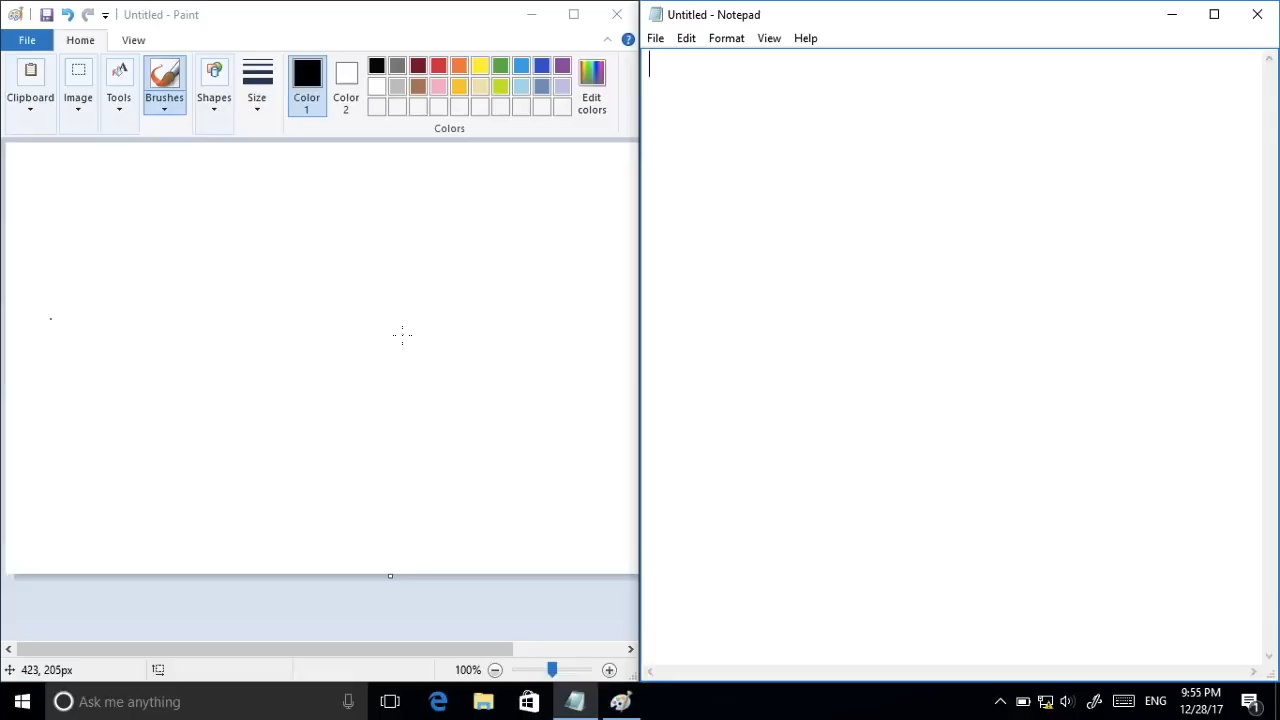 Untitled - Paint
File
Home
View
Clipboard
Image
Tools
Brushes
Shapes
Size
Color
1
Color
2
Edit
colors
Colors
423, 205px
100%
Untitled - Notepad
File Edit Format View Help
Ask me anything
ENG
9:55 PM
12/28/17
1